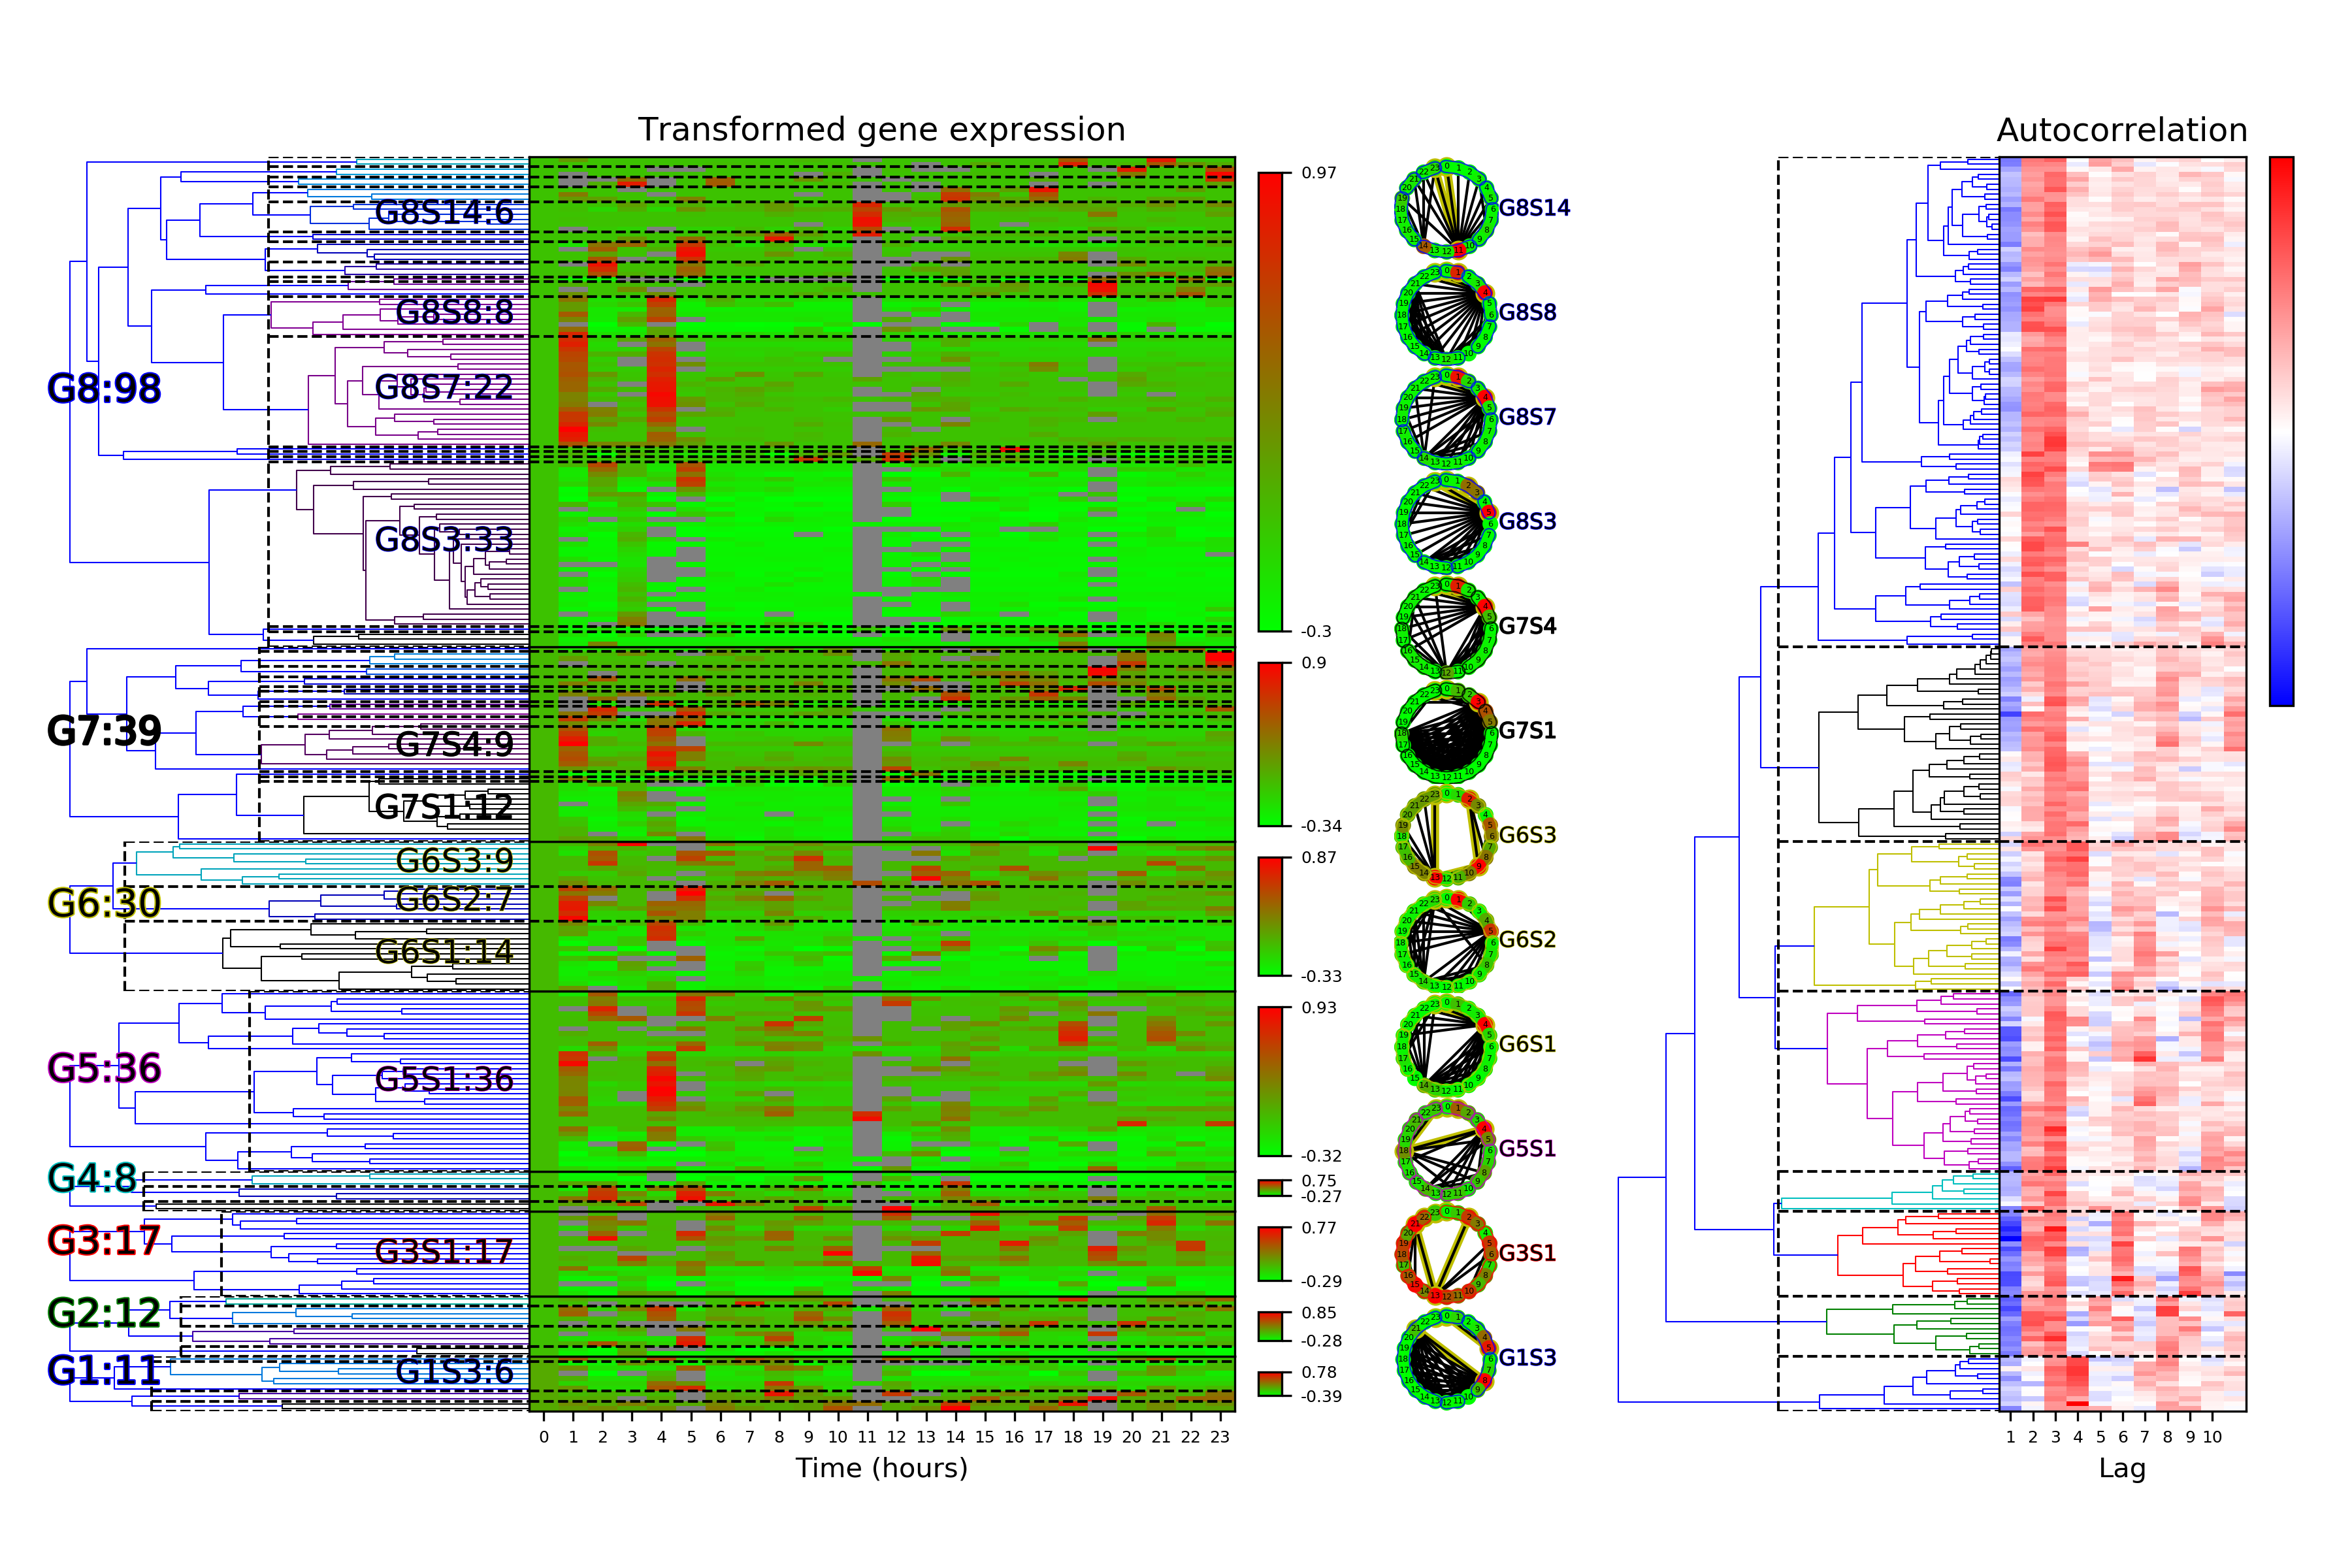 Transformed gene expression
Autocorrelation
G8:98
G7:39
G6:30
G5:36
G4:8
G3:17
G2:12
G1:11
G8S14:6
G8S8:8
G8S7:22
G8S3:33
G7S4:9
G7S1:12
G6S3:9
G6S2:7
G6S1:14
G5S1:36
G3S1:17
G1S3:6
0.97
-0.3
0.9
-0.34
0.87
-0.33
0.93
-0.32
0.75
-0.27
0.77
-0.29
0.85
-0.28
0.78
-0.39
G8S14
G8S8
G8S7
G8S3
G7S4
G7S1
G6S3
G6S2
G6S1
G5S1
G3S1
G1S3
0 1 2 3 4 5 6 7 8 9 10 11 12 13 14 15 16 17 18 19 20 21 22 23
Time (hours)
1 2 3 4 5 6 7 8 9 10
Lag